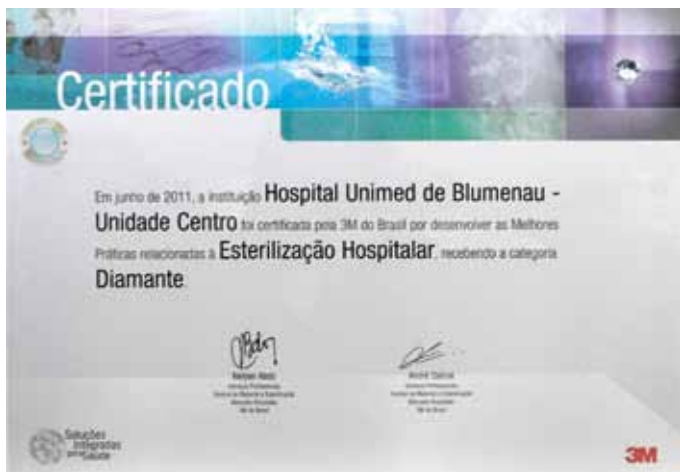 Certificado
Em junho de 2011, a instituição Hospital Unimed de Blumenau -
Unidade Centro foi certificada pela 3M do Brasil por desenvolver as Melhores
Práticas relacionadas à Esterilização Hospitalar, recebendo a categoria
Diamante.
Soluções
Integradas
para Saúde
3M